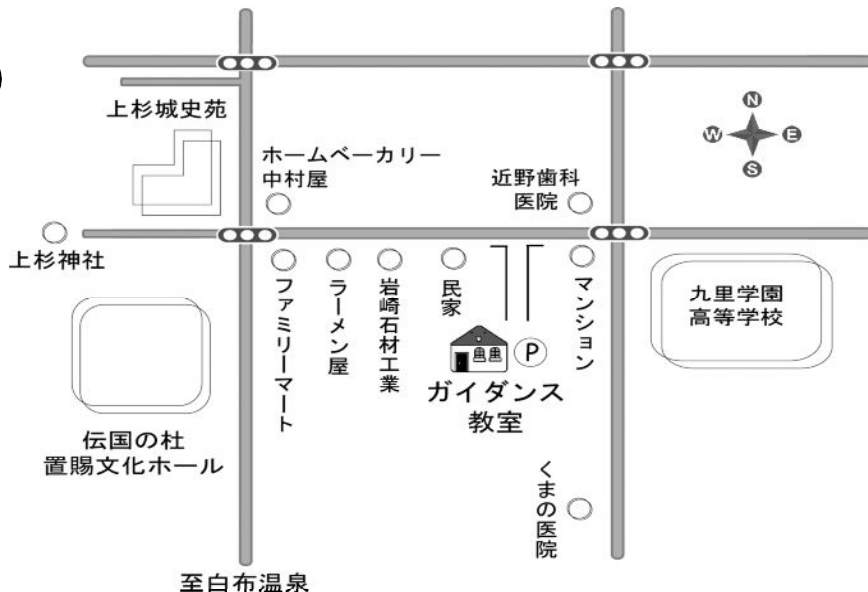 上杉城史苑
N
W
E
S
ホームベーカリー
中村屋
近野歯科
医院
上杉神社
ファミリーマート
ラーメン屋
岩崎石材工業
民家
マンション
九里学園
高等学校
P
ガイダンス
教室
伝国の杜
置賜文化ホール
くまの医院
至白布温泉